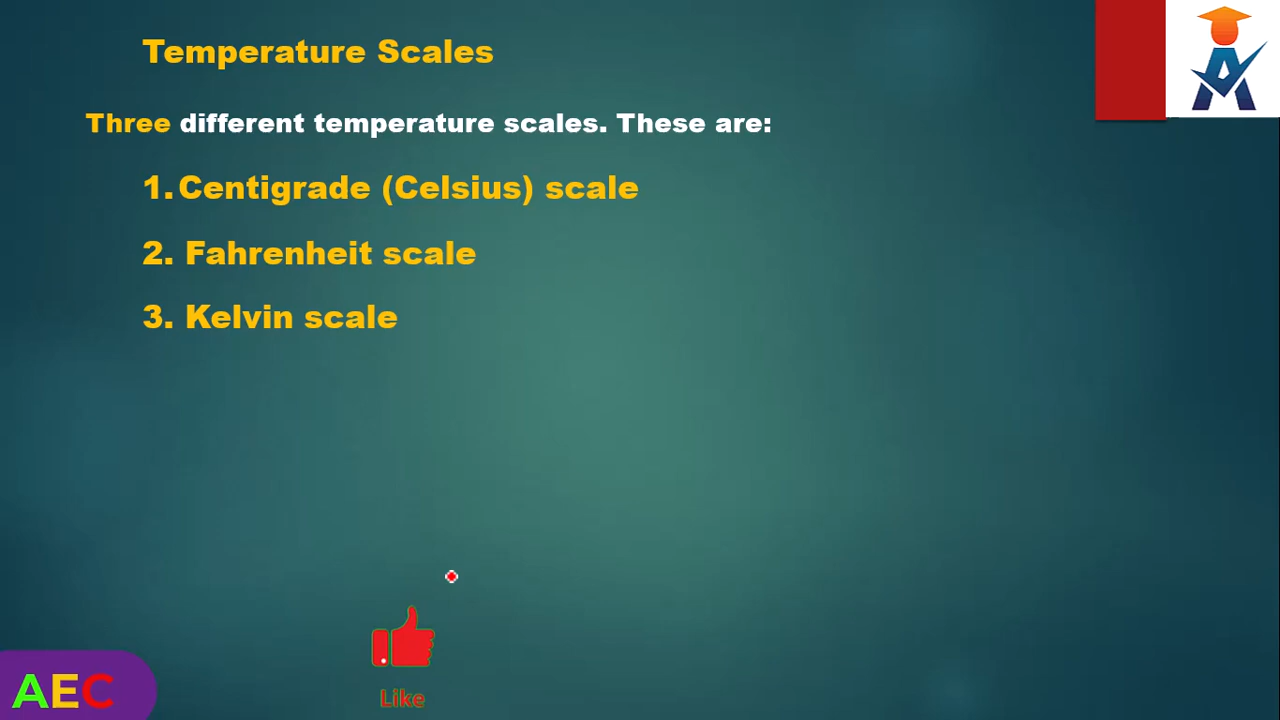 Temperature Scales
Three different temperature scales. These are:
1. Centigrade (Celsius) scale
2. Fahrenheit scale
3. Kelvin scale
Like
AEC